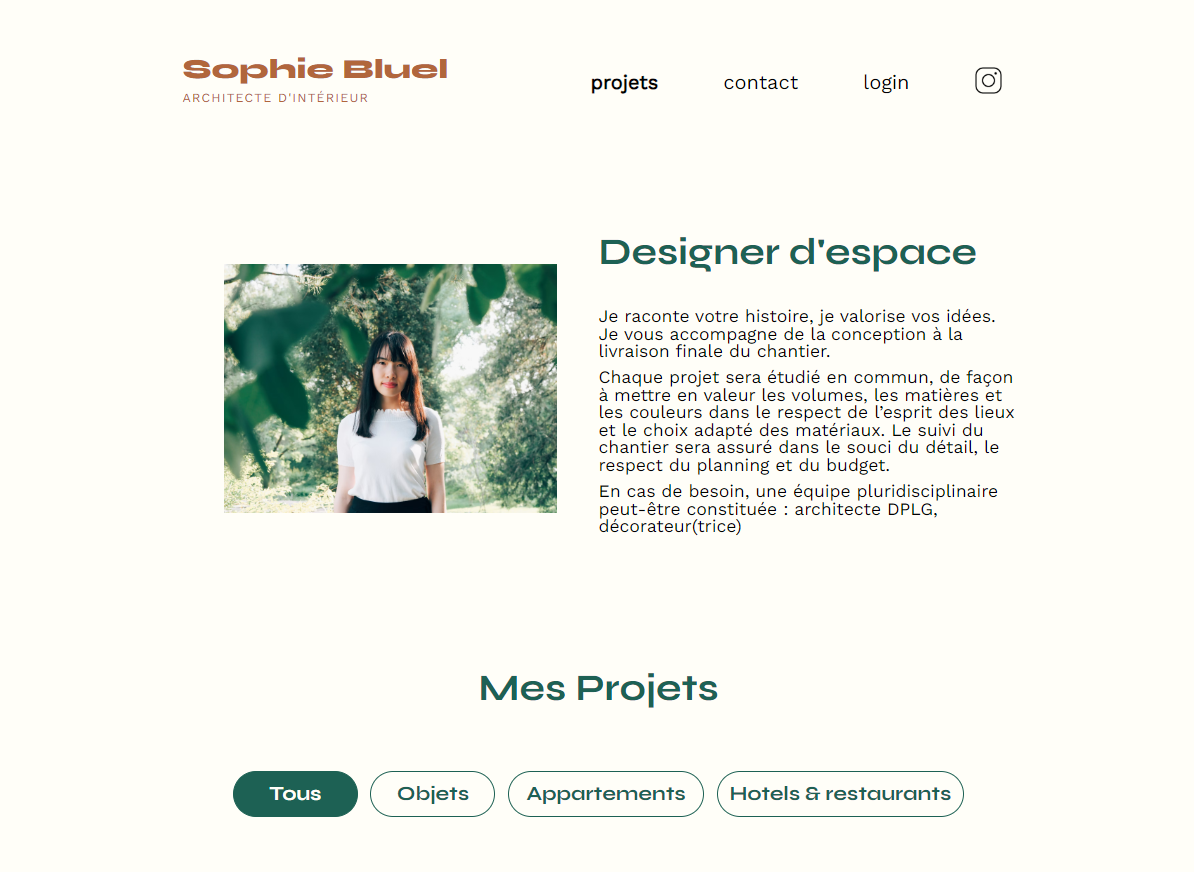 Sophie Bluel
ARCHITECTE D'INTÉRIEUR
projets
contact
login
Designer d'espace
Je raconte votre histoire, je valorise vos idées.
Je vous accompagne de la conception à la
livraison finale du chantier.
Chaque projet sera étudié en commun, de façon
à mettre en valeur les volumes, les matières et
les couleurs dans le respect de l’esprit des lieux
et le choix adapté des matériaux. Le suivi du
chantier sera assuré dans le souci du détail, le
respect du planning et du budget.
En cas de besoin, une équipe pluridisciplinaire
peut-être constituée : architecte DPLG,
décorateur(trice)
Mes Projets
Tous
Objets
Appartements
Hotels & restaurants